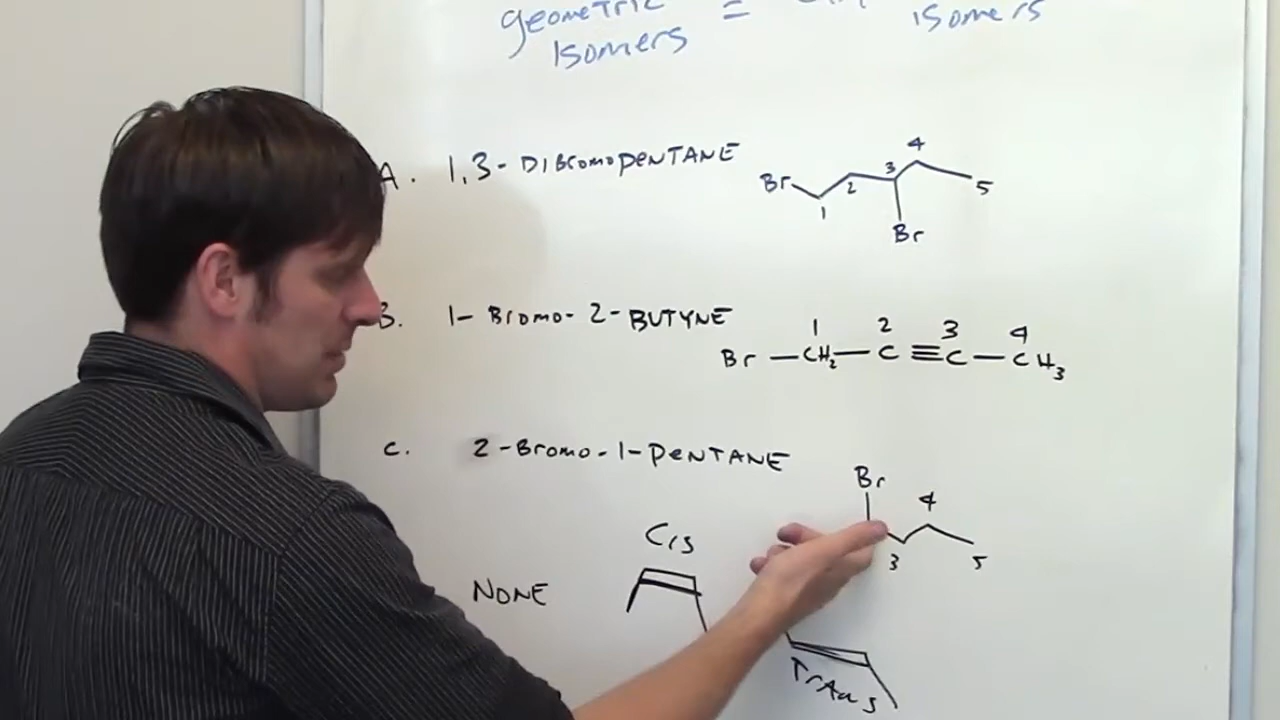 geometric =
Isomers isomers
A. 1,3-DIBromoPENTANE
4
3
Br 2 5
1
Br
B. 1-Bromo-2-BUTYNE
1 2 3 4
Br—CH₂—C≡C—CH₃
C. 2-Bromo-1-PENTANE
Br
4
3 5
Cis
NONE
Trans